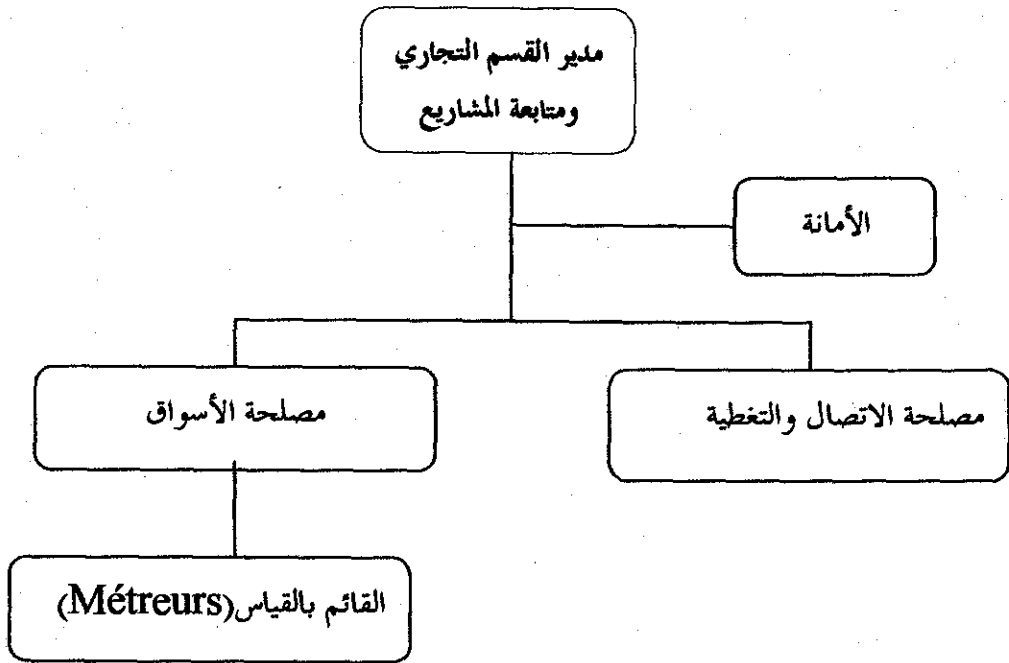 مدير القسم التجاري
ومتابعة المشاريع
الأمانة
مصلحة الاتصال والتغطية
مصلحة الأسواق
القائم بالقياس(Métreurs)